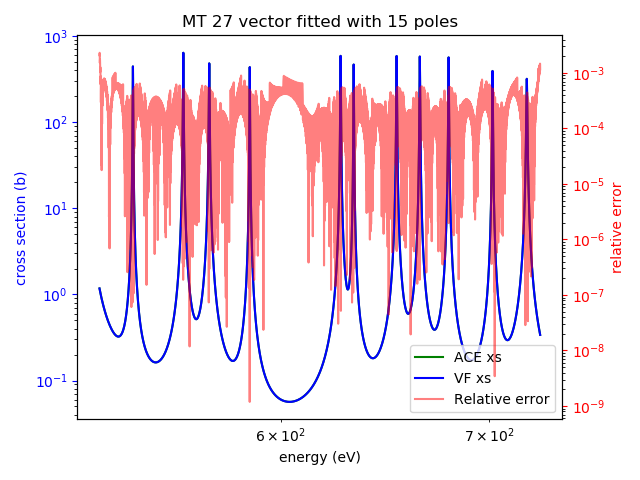 MT 27 vector fitted with 15 poles
cross section (b)
10³
10²
10¹
10⁰
10⁻¹
10⁻³
10⁻⁴
10⁻⁵
10⁻⁶
10⁻⁷
10⁻⁸
10⁻⁹
relative error
ACE xs
VF xs
Relative error
6 × 10²
7 × 10²
energy (eV)